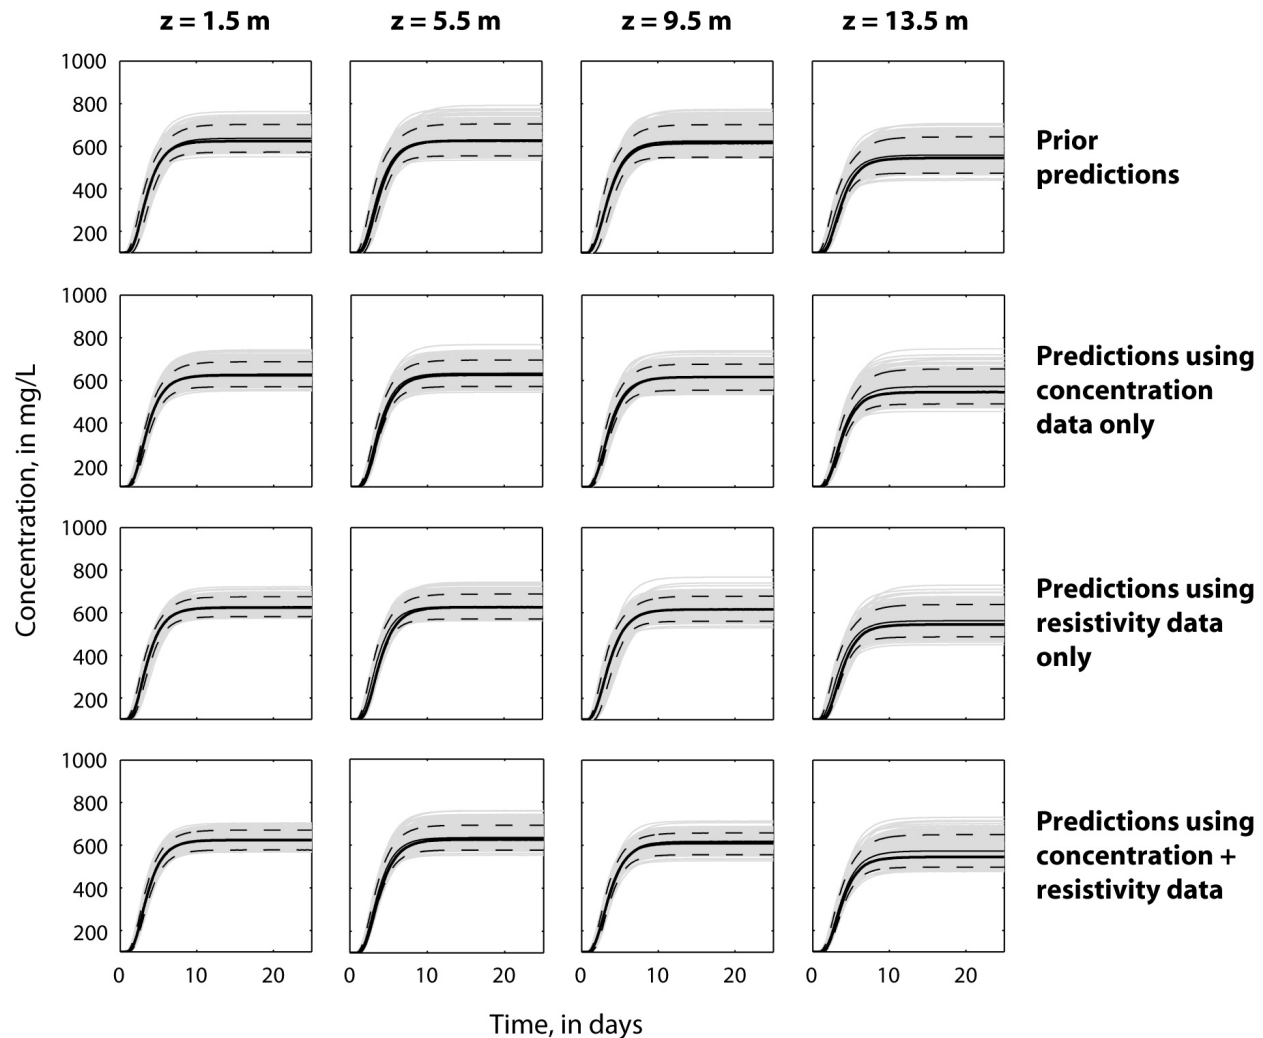 z = 1.5 m
z = 5.5 m
z = 9.5 m
z = 13.5 m
1000
800
600
400
200
Prior
predictions
1000
800
600
400
200
Predictions using
concentration
data only
Concentration, in mg/L
1000
800
600
400
200
Predictions using
resistivity data
only
1000
800
600
400
200
Predictions using
concentration +
resistivity data
0 10 20
0 10 20
0 10 20
0 10 20
Time, in days